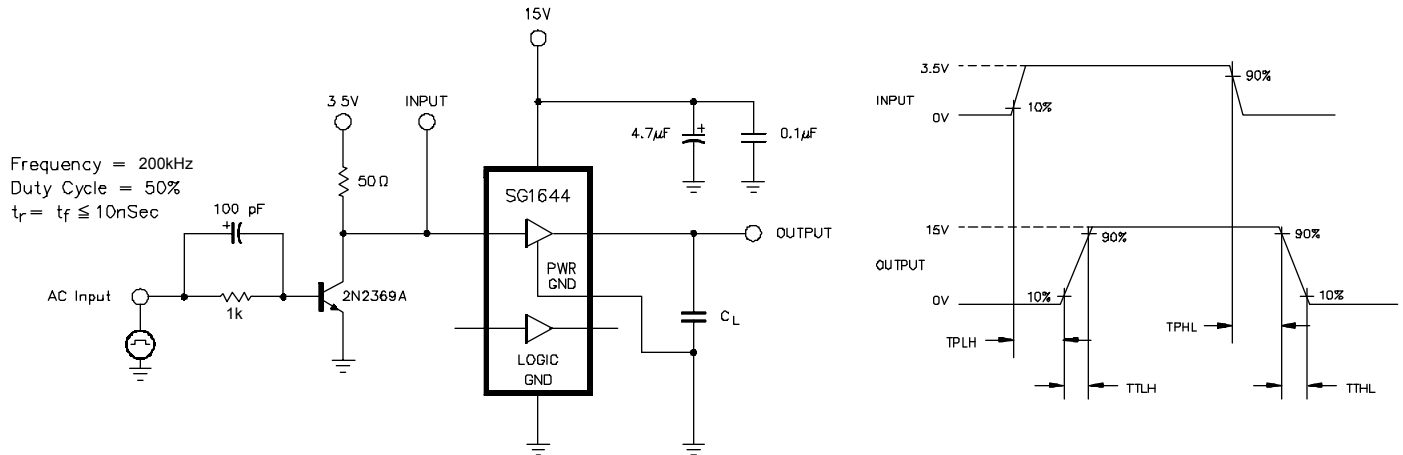 15V
3.5V
INPUT
4.7µF
+
0.1µF
Frequency = 200kHz
Duty Cycle = 50%
tr = tf ≦ 10nSec
50Ω
SG1644
100 pF
+
OUTPUT
AC Input
1k
2N2369A
PWR
GND
CL
LOGIC
GND
3.5V
90%
INPUT
10%
0V
15V
90%
90%
OUTPUT
0V
10%
10%
TPHL
TPLH
TTLH
TTHL